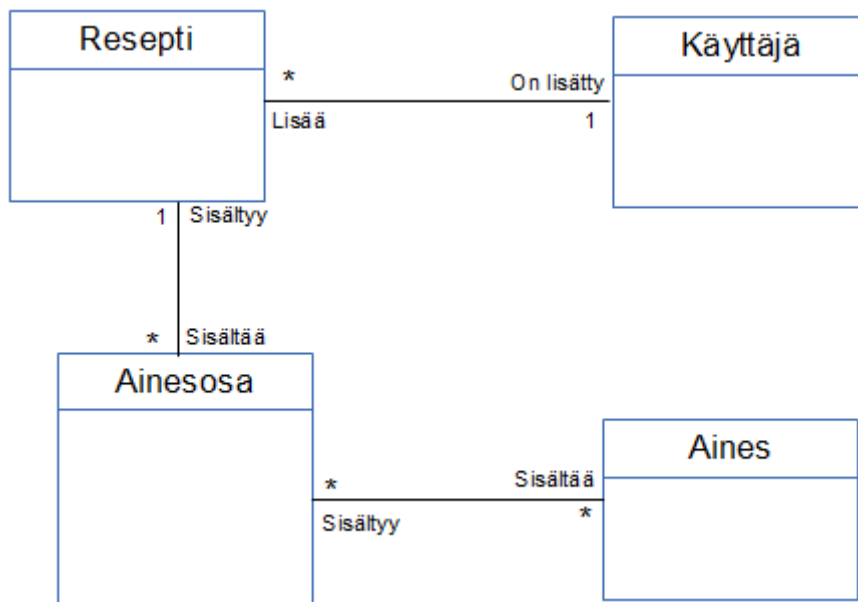 Resepti
Käyttäjä
*
On lisätty
Lisää
1
1
Sisältyy
*
Sisältää
Ainesosa
Aines
*
Sisältää
Sisältyy
*